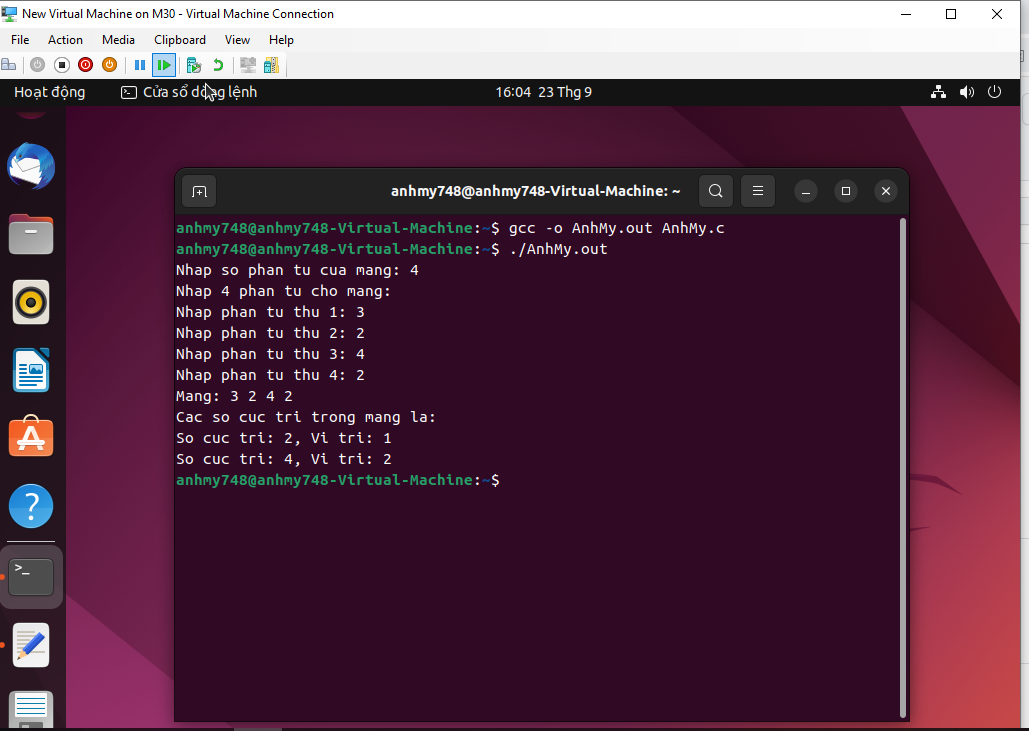 New Virtual Machine on M30 - Virtual Machine Connection
File Action Media Clipboard View Help
Hoạt động Cửa sổ dòng lệnh 16:04 23 Thg 9
anhmy748@anhmy748-Virtual-Machine: ~
anhmy748@anhmy748-Virtual-Machine:~$ gcc -o AnhMy.out AnhMy.c
anhmy748@anhmy748-Virtual-Machine:~$ ./AnhMy.out
Nhap so phan tu cua mang: 4
Nhap 4 phan tu cho mang:
Nhap phan tu thu 1: 3
Nhap phan tu thu 2: 2
Nhap phan tu thu 3: 4
Nhap phan tu thu 4: 2
Mang: 3 2 4 2
Cac so cuc tri trong mang la:
So cuc tri: 2, Vi tri: 1
So cuc tri: 4, Vi tri: 2
anhmy748@anhmy748-Virtual-Machine:~$